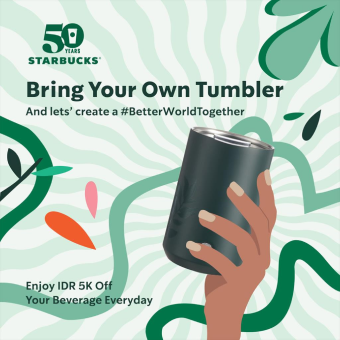 50
YEARS
STARBUCKS®
Bring Your Own Tumbler
And lets' create a #BetterWorldTogether
Enjoy IDR 5K Off
Your Beverage Everyday